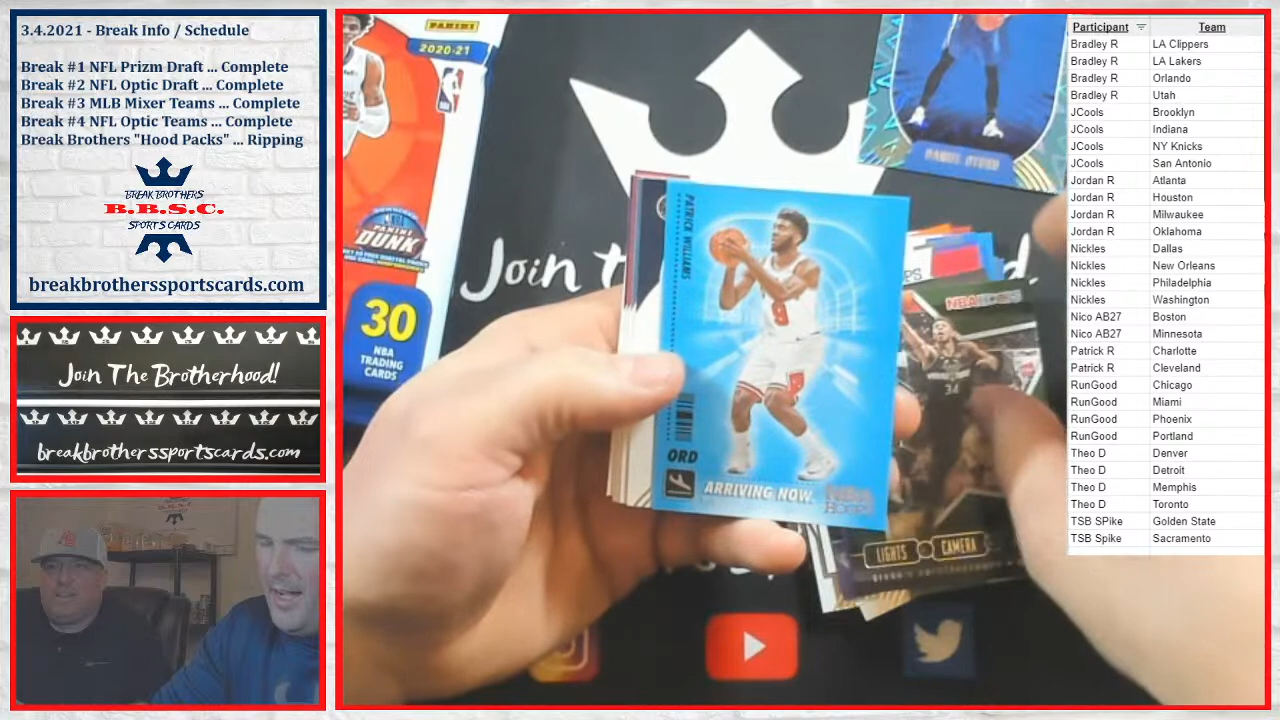 3.4.2021 - Break Info / Schedule
Break #1 NFL Prizm Draft ... Complete
Break #2 NFL Optic Draft ... Complete
Break #3 MLB Mixer Teams ... Complete
Break #4 NFL Optic Teams ... Complete
Break Brothers "Hood Packs" ... Ripping
BREAK BROTHERS
B.B.S.C.
SPORTS CARDS
breakbrotherssportscards.com
Join The Brotherhood!
breakbrotherssportscards.com
PANINI
2020-21
NBA
PANINI
DUNK
30
NBA
TRADING
CARDS
Join t
d.
PATRICK WILLIAMS
8
ORD
ARRIVING NOW.
NBA HOOPS
34
LIGHTS CAMERA
Participant Team
Bradley R LA Clippers
Bradley R LA Lakers
Bradley R Orlando
Bradley R Utah
JCools Brooklyn
JCools Indiana
JCools NY Knicks
JCools San Antonio
Jordan R Atlanta
Jordan R Houston
Jordan R Milwaukee
Jordan R Oklahoma
Nickles Dallas
Nickles New Orleans
Nickles Philadelphia
Nickles Washington
Nico AB27 Boston
Nico AB27 Minnesota
Patrick R Charlotte
Patrick R Cleveland
RunGood Chicago
RunGood Miami
RunGood Phoenix
RunGood Portland
Theo D Denver
Theo D Detroit
Theo D Memphis
Theo D Toronto
TSB SPike Golden State
TSB Spike Sacramento